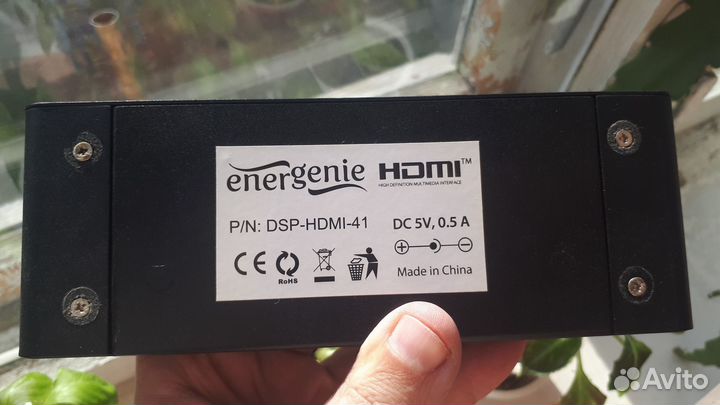 energenie HDMI™
HIGH DEFINITION MULTIMEDIA INTERFACE
P/N: DSP-HDMI-41 DC 5V, 0.5 A
CE RoHS
Made in China
Avito